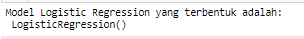 Model Logistic Regression yang terbentuk adalah:
LogisticRegression()